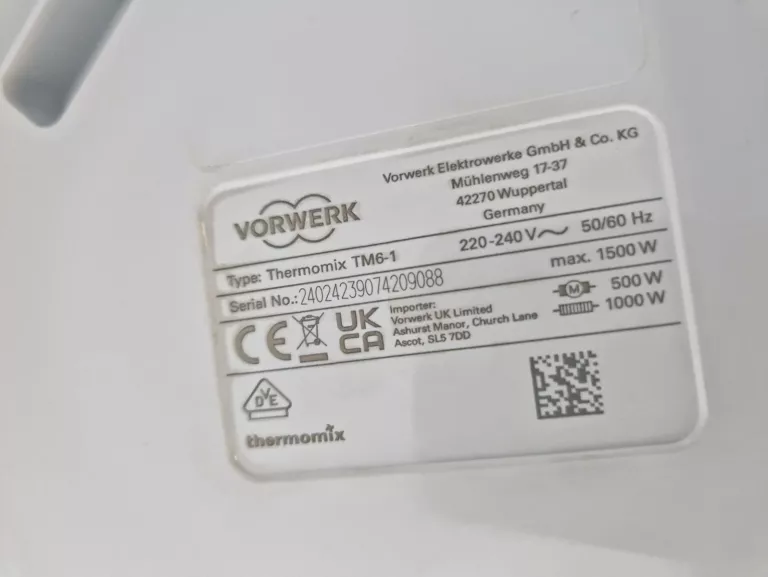 VORWERK
Vorwerk Elektrowerke GmbH & Co. KG
Mühlenweg 17-37
42270 Wuppertal
Germany
Type: Thermomix TM6-1
220-240 V~ 50/60 Hz
Serial No.: 24024239074209088
max. 1500 W
CE
UK
CA
Importer:
Vorwerk UK Limited
Ashurst Manor, Church Lane
Ascot, SL5 7DD
M 500 W
1000 W
DVE
thermomix